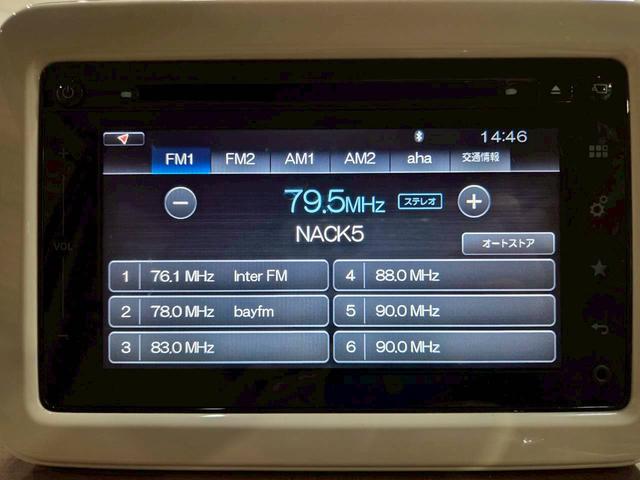 14:46
FM1 FM2 AM1 AM2 aha 交通情報
79.5MHz ステレオ
NACK5
オートストア
1 76.1 MHz Inter FM
4 88.0 MHz
2 78.0 MHz bayfm
5 90.0 MHz
3 83.0 MHz
6 90.0 MHz
VOL